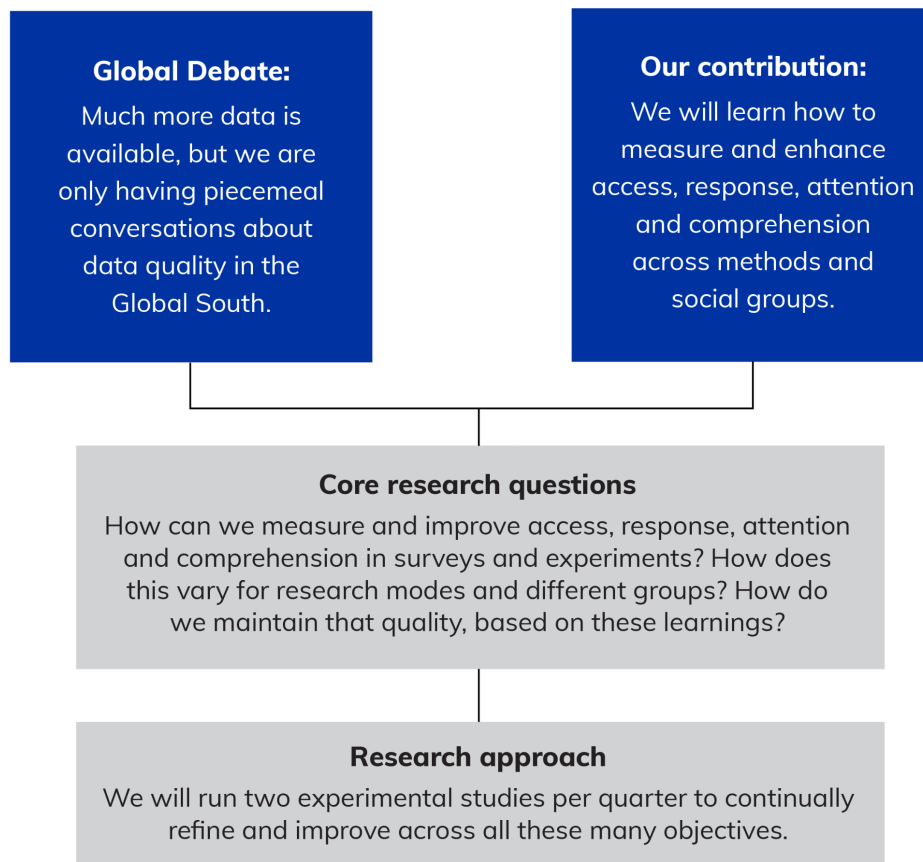 Global Debate:
Much more data is
available, but we are
only having piecemeal
conversations about
data quality in the
Global South.
Our contribution:
We will learn how to
measure and enhance
access, response, attention
and comprehension
across methods and
social groups.
Core research questions
How can we measure and improve access, response, attention
and comprehension in surveys and experiments? How does
this vary for research modes and different groups? How do
we maintain that quality, based on these learnings?
Research approach
We will run two experimental studies per quarter to continually
refine and improve across all these many objectives.